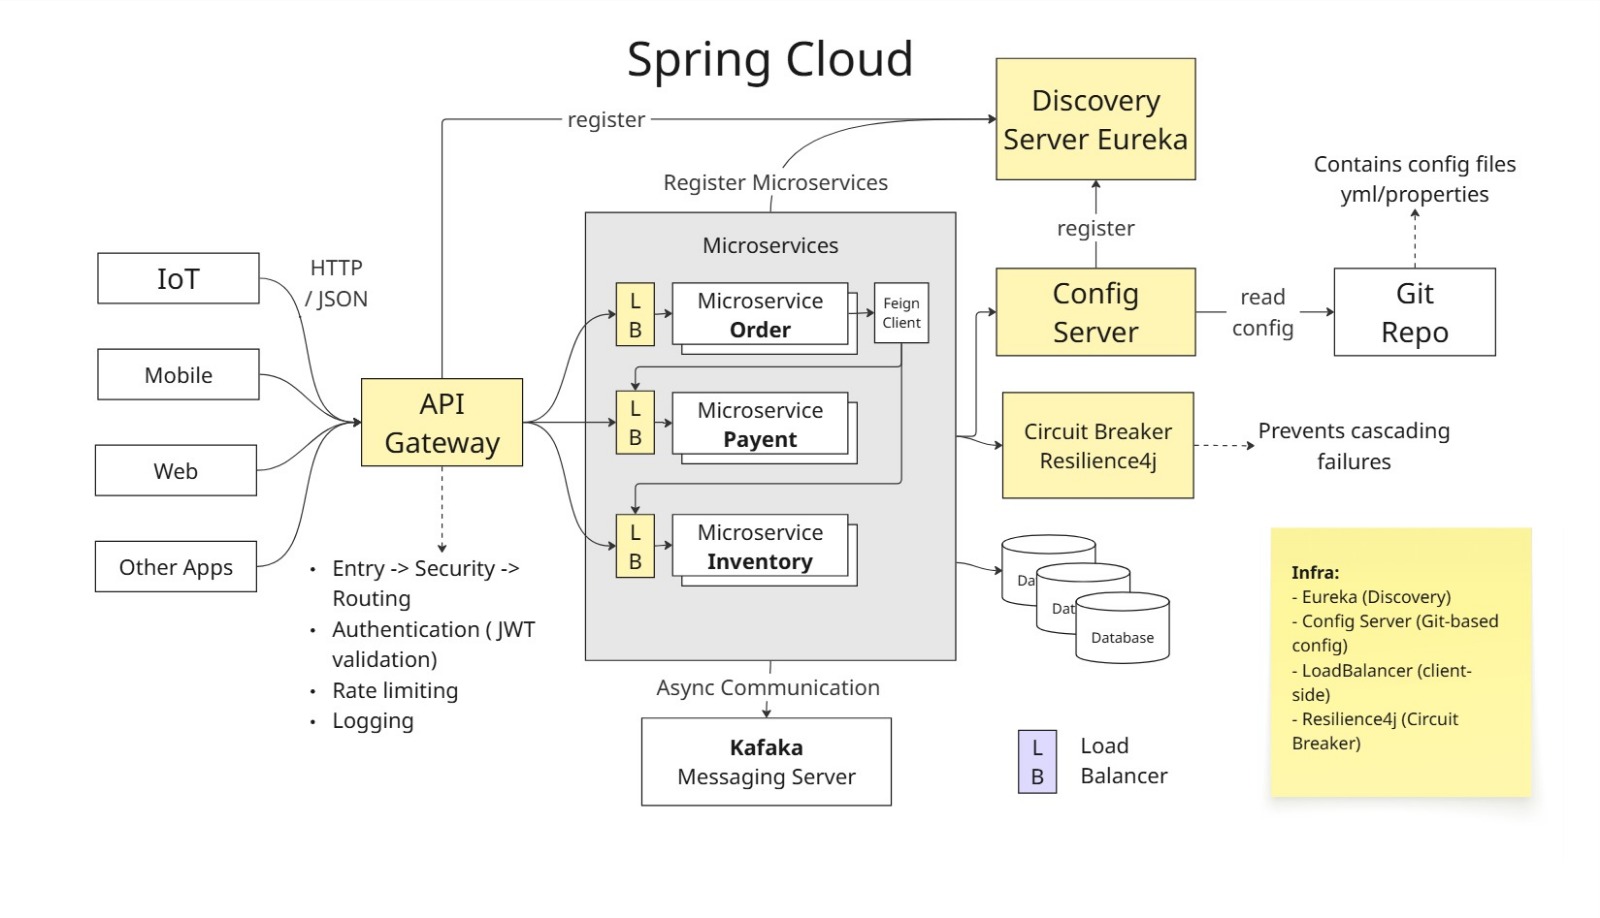 Spring Cloud
Discovery
Server Eureka
register
Register Microservices
Contains config files
yml/properties
register
Microservices
IoT
HTTP
/ JSON
L
B
Microservice
Order
Feign
Client
Config
Server
read
config
Git
Repo
Mobile
API
Gateway
L
B
Microservice
Payent
Circuit Breaker
Resilience4j
Prevents cascading
failures
Web
L
B
Microservice
Inventory
Other Apps
• Entry -> Security ->
Routing
• Authentication ( JWT
validation)
• Rate limiting
• Logging
Da
Dat
Database
Infra:
- Eureka (Discovery)
- Config Server (Git-based
config)
- LoadBalancer (client-
side)
- Resilience4j (Circuit
Breaker)
Async Communication
Kafaka
Messaging Server
L
B
Load
Balancer